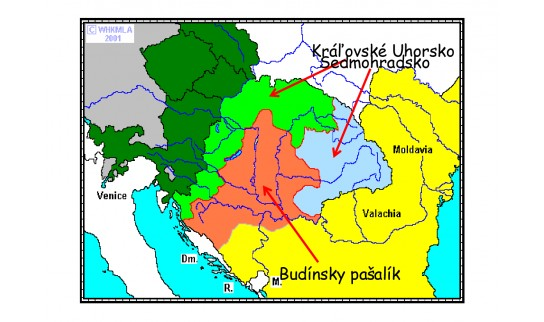 © WHKMLA
2001
Kráľovské Uhorsko
Sedmohradsko
Moldavia
Venice
Valachia
Dm.
Budínsky pašalík
R.
M.